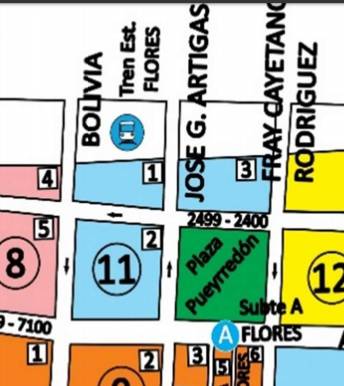 BOLIVIA
Tren Est.
FLORES
JOSE G. ARTIGAS
FRAY CAYETANO
RODRIGUEZ
4
1
3
2499 - 2400
5
2
8
11
Plaza
Pueyrredón
12
Subte A
A FLORES
9 - 7100
1
2
3
5
6